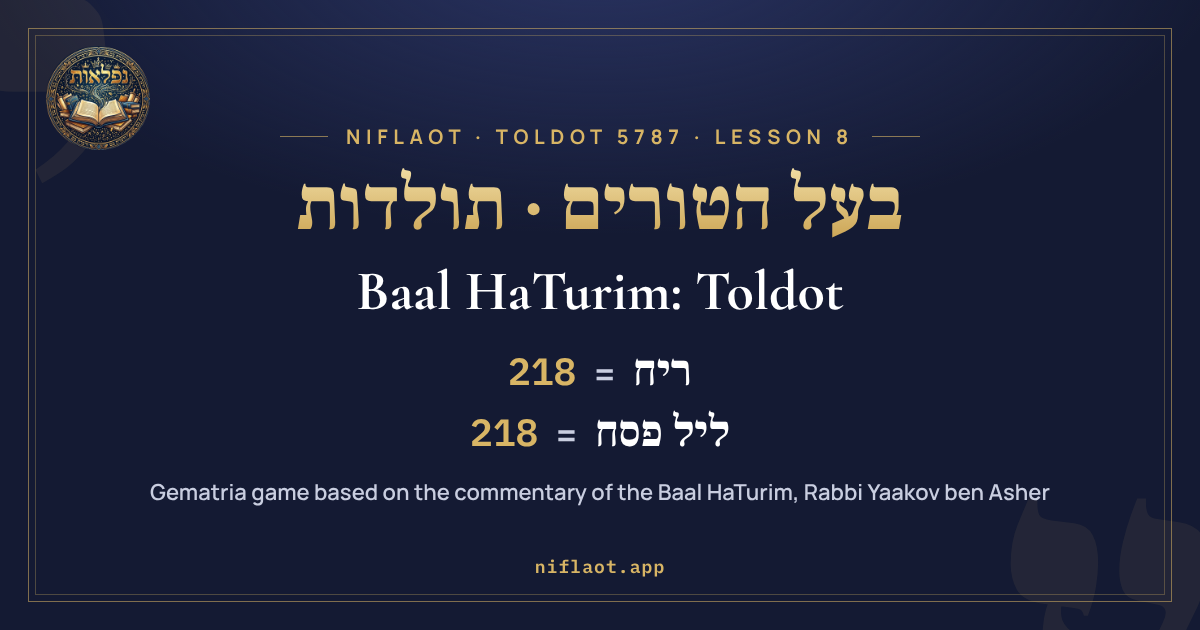 נפלאות
NIFLAOT · TOLDOT 5787 · LESSON 8
בעל הטורים · תולדות
Baal HaTurim: Toldot
ריח = 218
ליל פסח = 218
Gematria game based on the commentary of the Baal HaTurim, Rabbi Yaakov ben Asher
niflaot.app